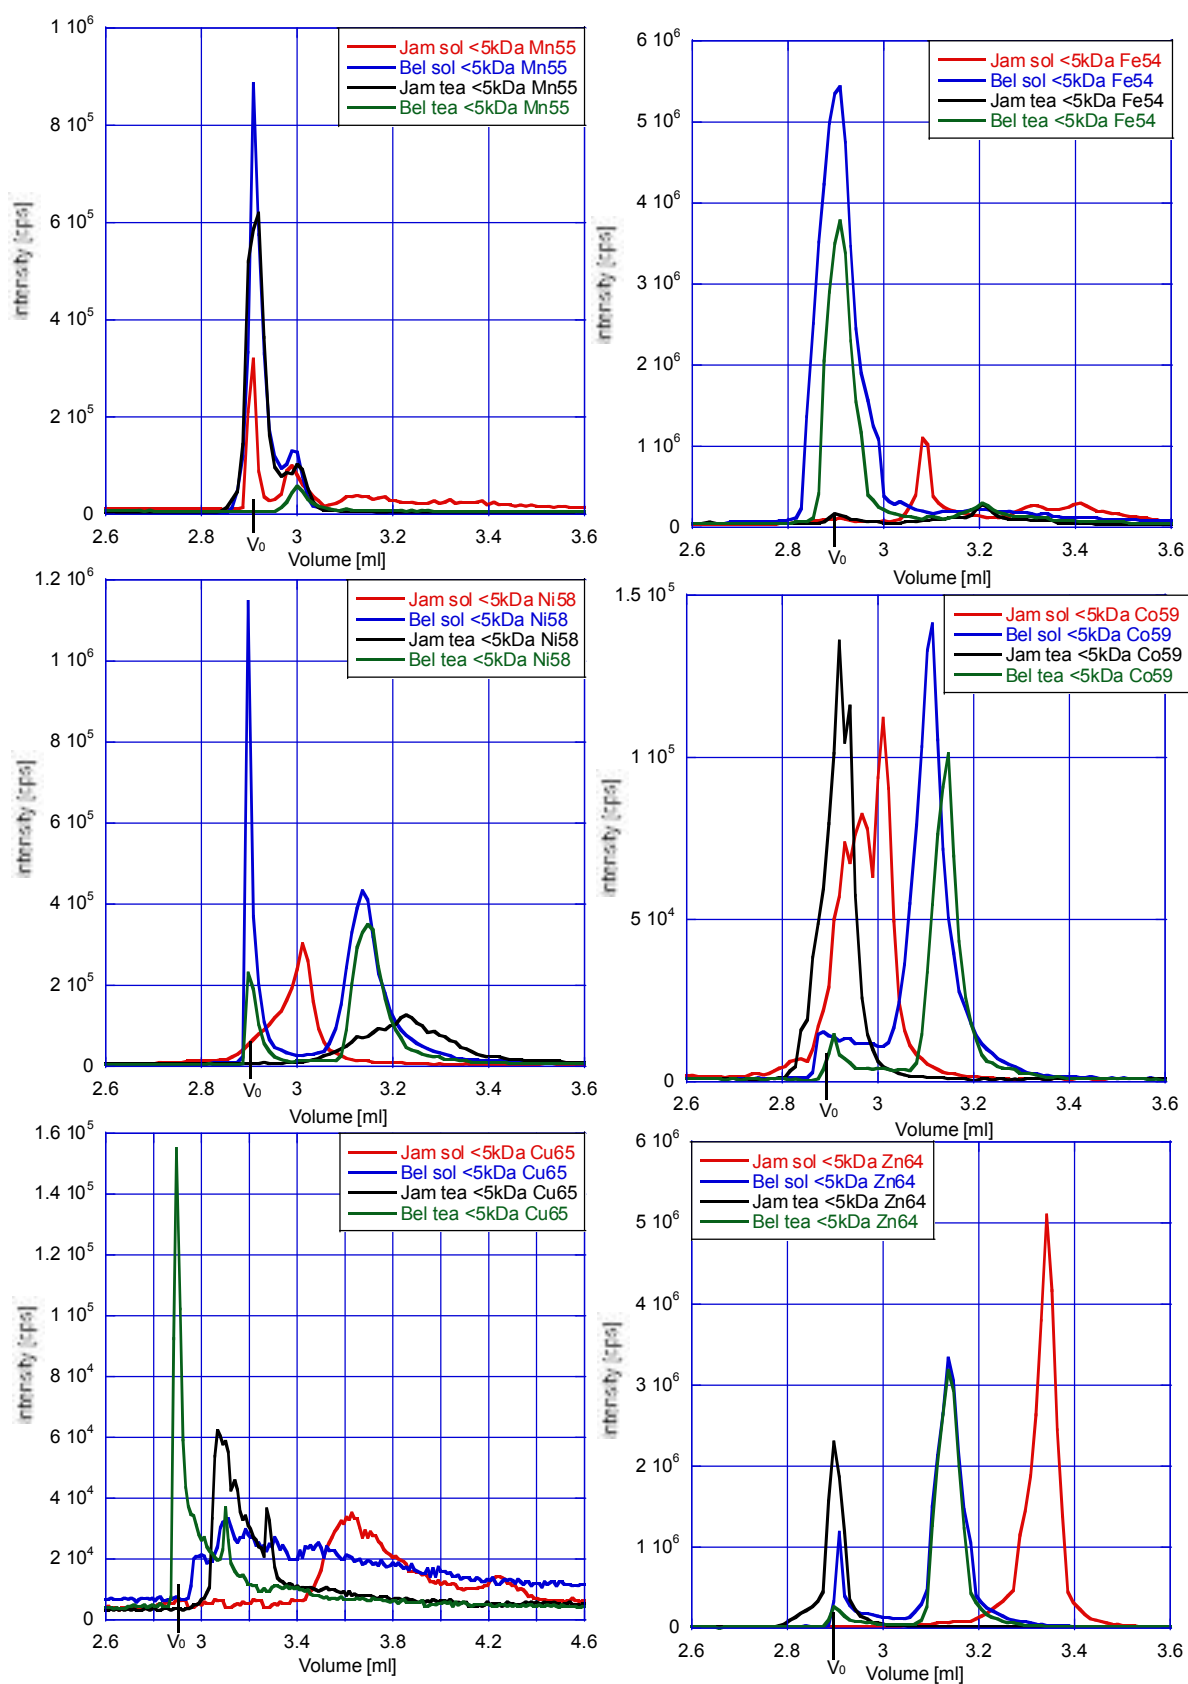 1 10⁶
8 10⁵
6 10⁵
4 10⁵
2 10⁵
0
intensity [cps]
Jam sol <5kDa Mn55
Bel sol <5kDa Mn55
Jam tea <5kDa Mn55
Bel tea <5kDa Mn55
2.6 2.8 3 3.2 3.4 3.6
V₀
Volume [ml]
6 10⁶
5 10⁶
4 10⁶
3 10⁶
2 10⁶
1 10⁶
0
intensity [cps]
Jam sol <5kDa Fe54
Bel sol <5kDa Fe54
Jam tea <5kDa Fe54
Bel tea <5kDa Fe54
2.6 2.8 3 3.2 3.4 3.6
V₀
Volume [ml]
1.2 10⁶
1 10⁶
8 10⁵
6 10⁵
4 10⁵
2 10⁵
0
intensity [cps]
Jam sol <5kDa Ni58
Bel sol <5kDa Ni58
Jam tea <5kDa Ni58
Bel tea <5kDa Ni58
2.6 2.8 3 3.2 3.4 3.6
V₀
Volume [ml]
1.5 10⁵
1 10⁵
5 10⁴
0
intensity [cps]
Jam sol <5kDa Co59
Bel sol <5kDa Co59
Jam tea <5kDa Co59
Bel tea <5kDa Co59
2.6 2.8 3 3.2 3.4 3.6
V₀
Volume [ml]
1.6 10⁵
1.4 10⁵
1.2 10⁵
1 10⁵
8 10⁴
6 10⁴
4 10⁴
2 10⁴
0
intensity [cps]
Jam sol <5kDa Cu65
Bel sol <5kDa Cu65
Jam tea <5kDa Cu65
Bel tea <5kDa Cu65
2.6 V₀ 3 3.4 3.8 4.2 4.6
Volume [ml]
6 10⁶
5 10⁶
4 10⁶
3 10⁶
2 10⁶
1 10⁶
0
intensity [cps]
Jam sol <5kDa Zn64
Bel sol <5kDa Zn64
Jam tea <5kDa Zn64
Bel tea <5kDa Zn64
2.6 2.8 3 3.2 3.4 3.6
V₀
Volume [ml]